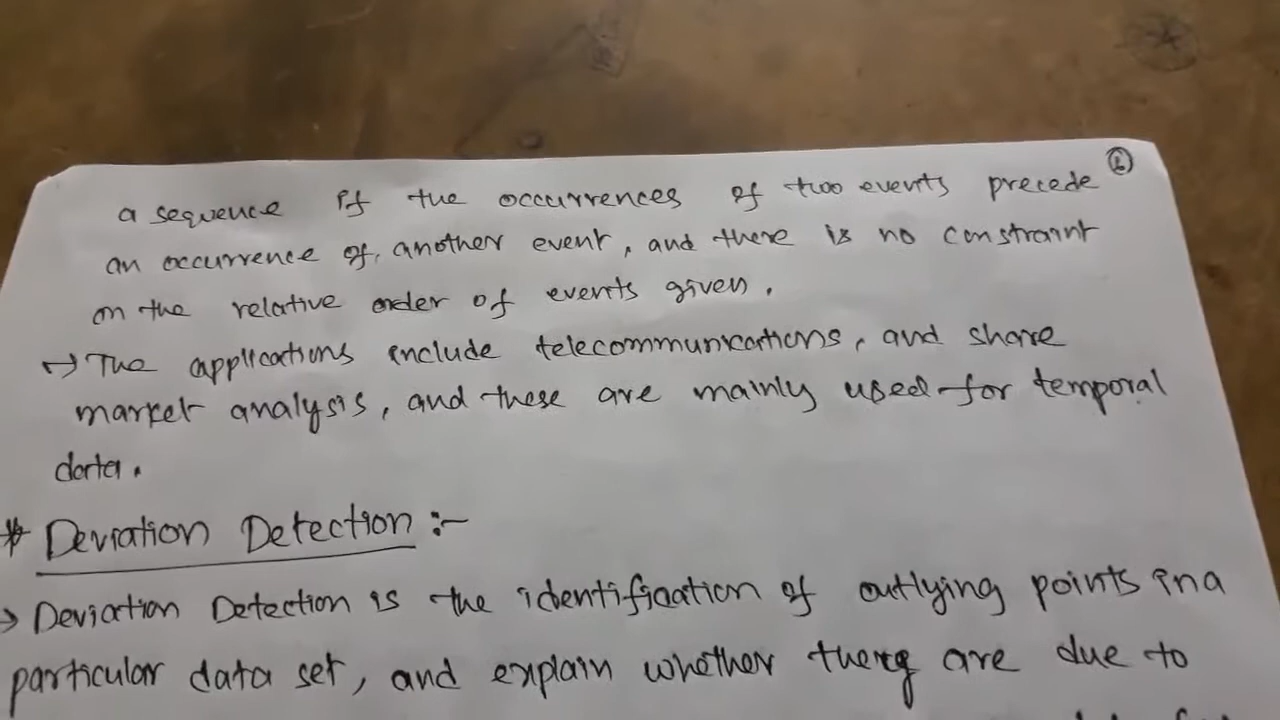 a sequence if the occurrences of two events precede
an occurrence of, another event, and there is no constraint
on the relative order of events given.
→ The applications include telecommunications, and share
market analysis, and these are mainly used for temporal
data.
* Deviation Detection :-
→ Deviation Detection is the identification of outlying points in a
particular data set, and explain whether are due to